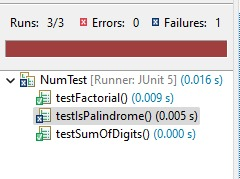 Runs: 3/3 Errors: 0 Failures: 1
NumTest [Runner: JUnit 5] (0.016 s)
testFactorial() (0.009 s)
testIsPalindrome() (0.005 s)
testSumOfDigits() (0.000 s)